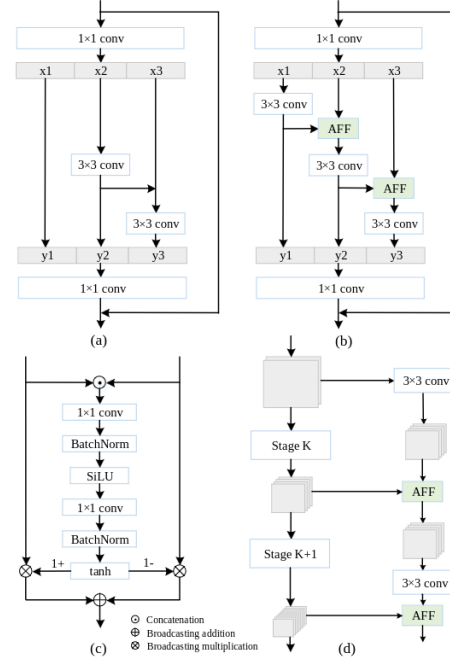 1×1 conv
x1 x2 x3
3×3 conv
3×3 conv
y1 y2 y3
1×1 conv
(a)
1×1 conv
x1 x2 x3
3×3 conv
AFF
3×3 conv
AFF
3×3 conv
y1 y2 y3
1×1 conv
(b)
1×1 conv
BatchNorm
SiLU
1×1 conv
BatchNorm
1+ tanh 1-
Concatenation
Broadcasting addition
Broadcasting multiplication
(c)
3×3 conv
Stage K
AFF
Stage K+1
3×3 conv
AFF
(d)